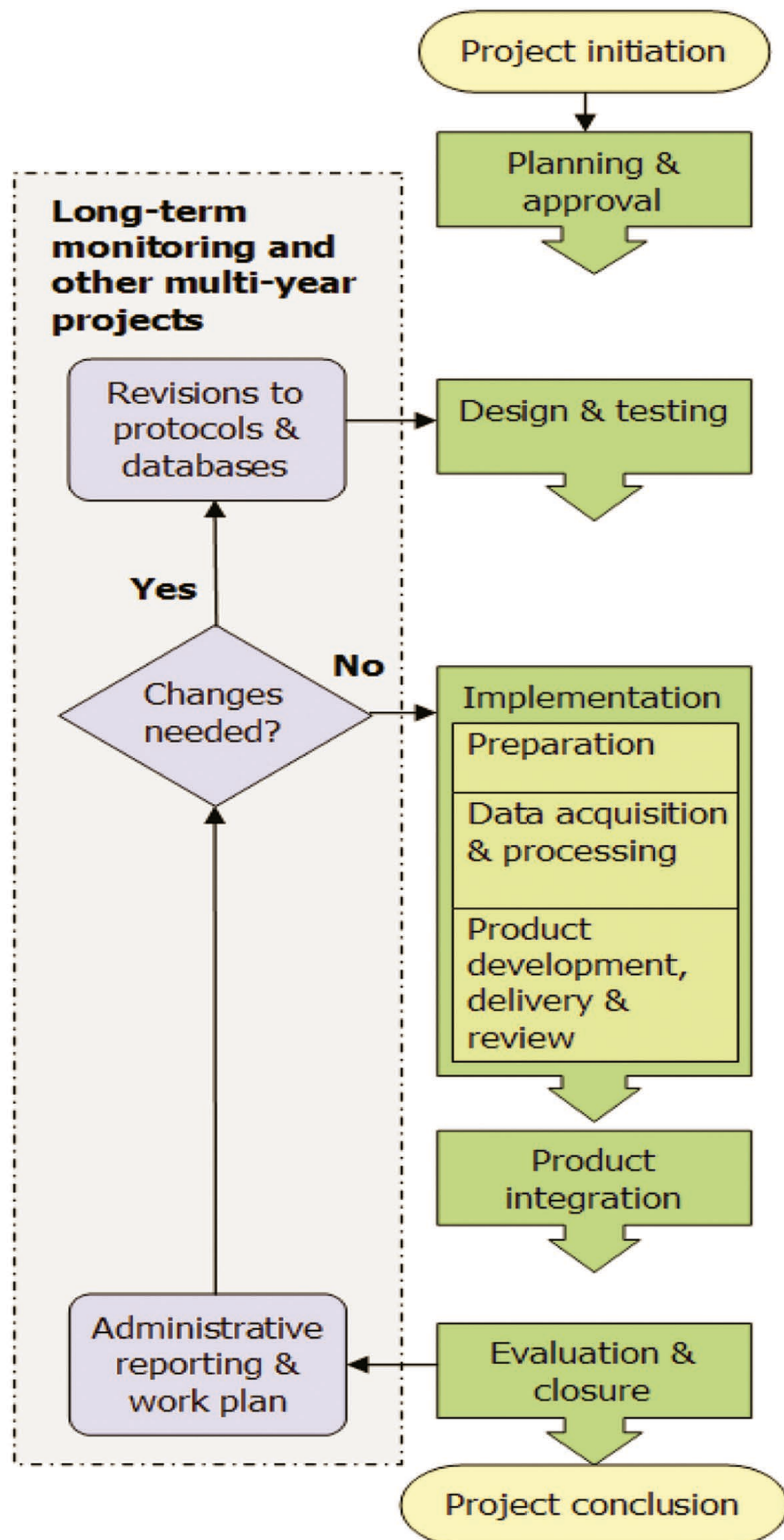 Project initiation
Planning &
approval
Long-term
monitoring and
other multi-year
projects
Revisions to
protocols &
databases
Design & testing
Yes
No
Changes
needed?
Implementation
Preparation
Data acquisition
& processing
Product
development,
delivery &
review
Product
integration
Administrative
reporting &
work plan
Evaluation &
closure
Project conclusion